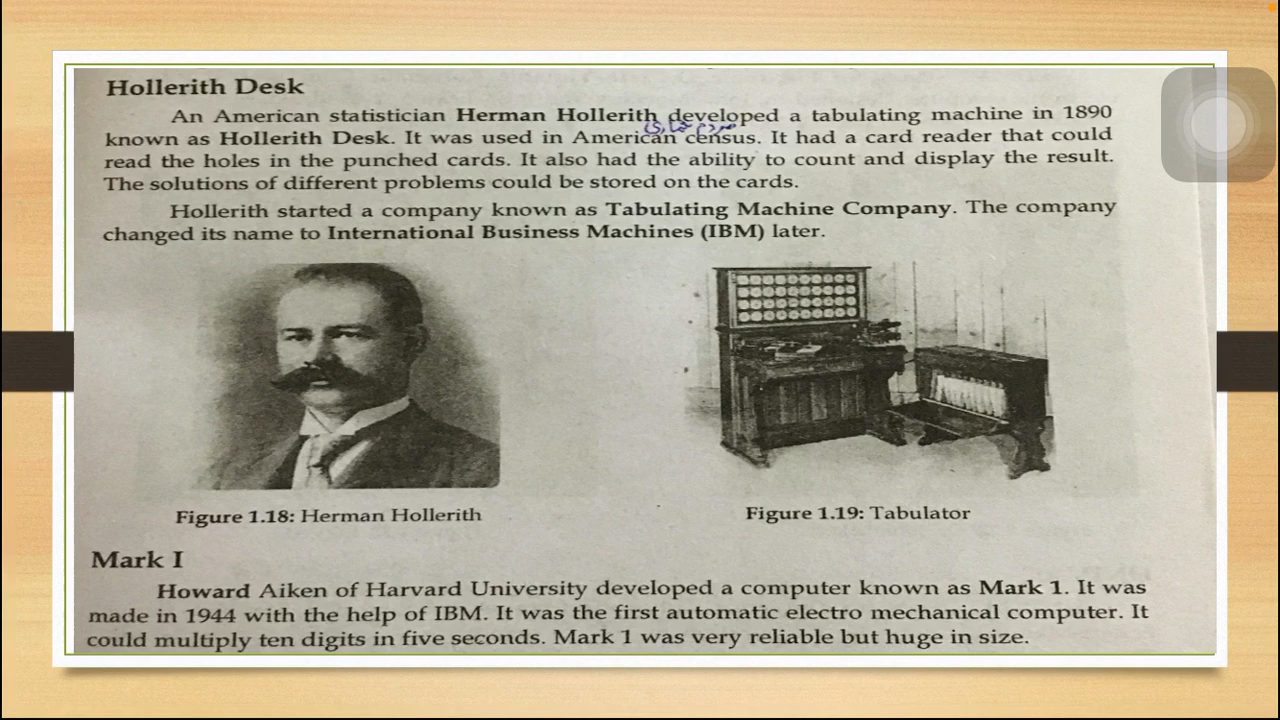 Hollerith Desk
An American statistician Herman Hollerith developed a tabulating machine in 1890
مردم شماری
known as Hollerith Desk. It was used in American census. It had a card reader that could
read the holes in the punched cards. It also had the ability to count and display the result.
The solutions of different problems could be stored on the cards.
Hollerith started a company known as Tabulating Machine Company. The company
changed its name to International Business Machines (IBM) later.
Figure 1.18: Herman Hollerith
Figure 1.19: Tabulator
Mark I
Howard Aiken of Harvard University developed a computer known as Mark 1. It was
made in 1944 with the help of IBM. It was the first automatic electro mechanical computer. It
could multiply ten digits in five seconds. Mark 1 was very reliable but huge in size.